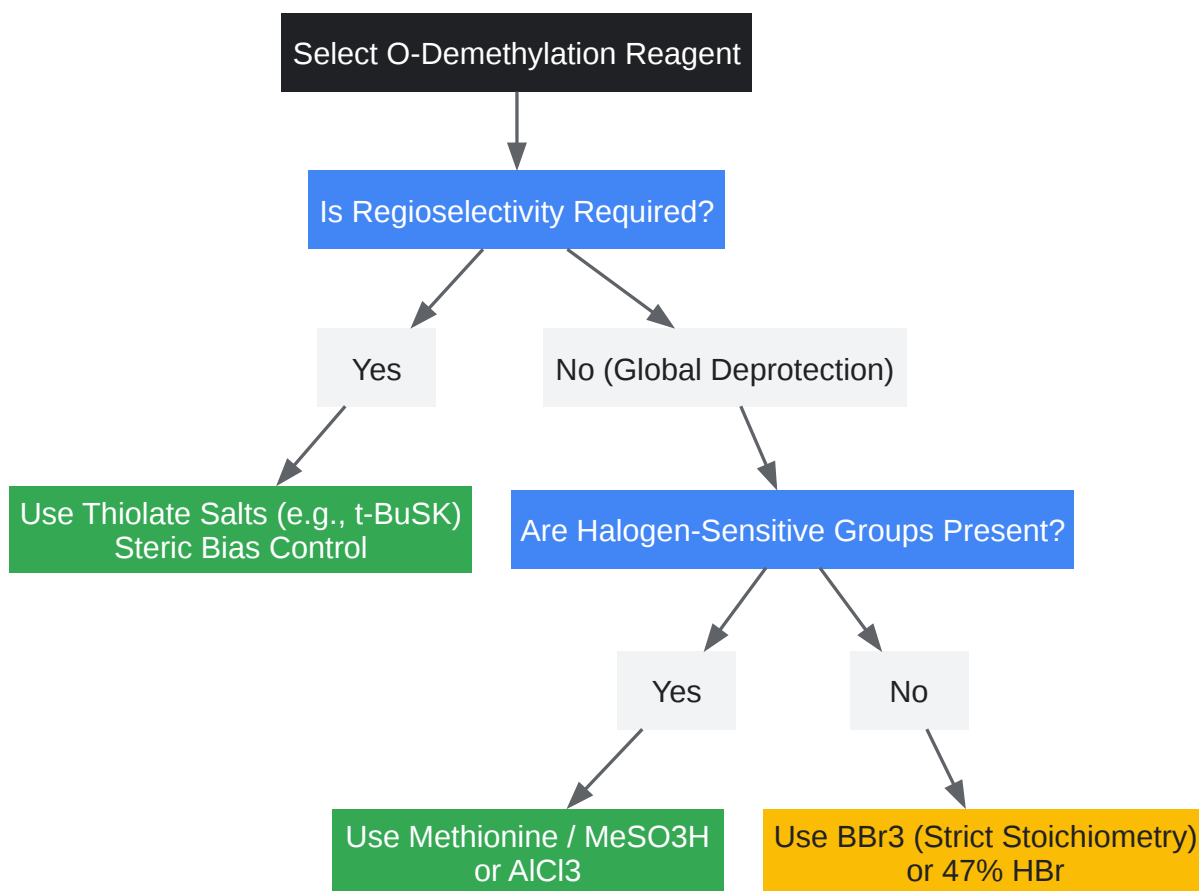 Select O-Demethylation Reagent
Is Regioselectivity Required?
Yes
No (Global Deprotection)
Use Thiolate Salts (e.g., t-BuSK)
Steric Bias Control
Are Halogen-Sensitive Groups Present?
Yes
No
Use Methionine / MeSO3H
or AlCl3
Use BBr3 (Strict Stoichiometry)
or 47% HBr